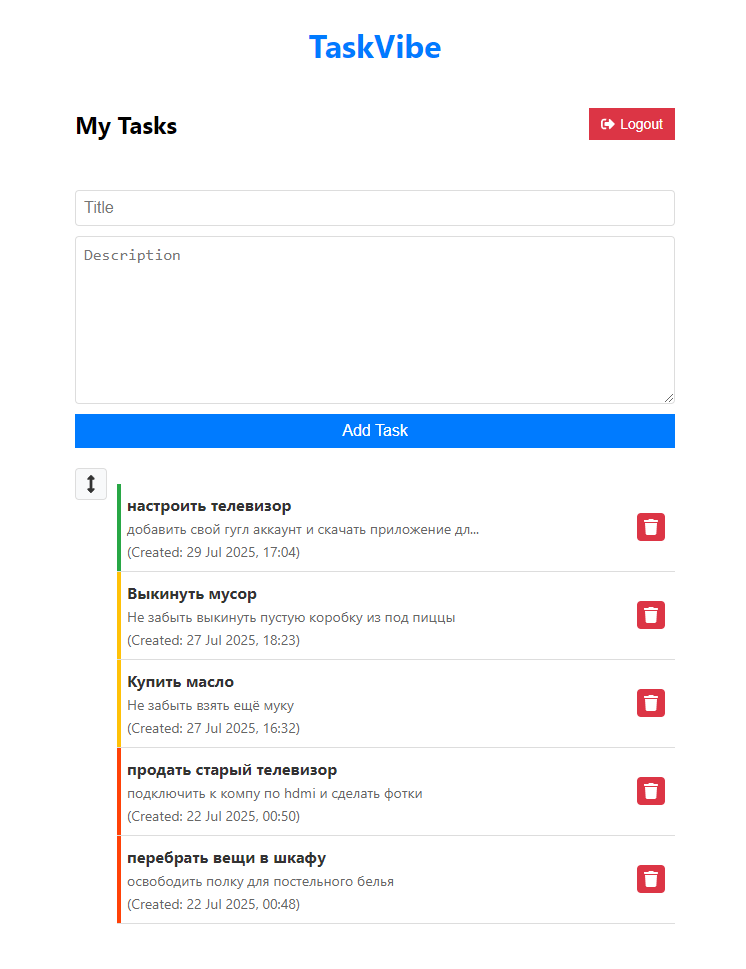 TaskVibe
My Tasks
Logout
Title
Description
Add Task
настроить телевизор
добавить свой гугл аккаунт и скачать приложение дл...
(Created: 29 Jul 2025, 17:04)
Выкинуть мусор
Не забыть выкинуть пустую коробку из под пиццы
(Created: 27 Jul 2025, 18:23)
Купить масло
Не забыть взять ещё муку
(Created: 27 Jul 2025, 16:32)
продать старый телевизор
подключить к компу по hdmi и сделать фотки
(Created: 22 Jul 2025, 00:50)
перебрать вещи в шкафу
освободить полку для постельного белья
(Created: 22 Jul 2025, 00:48)